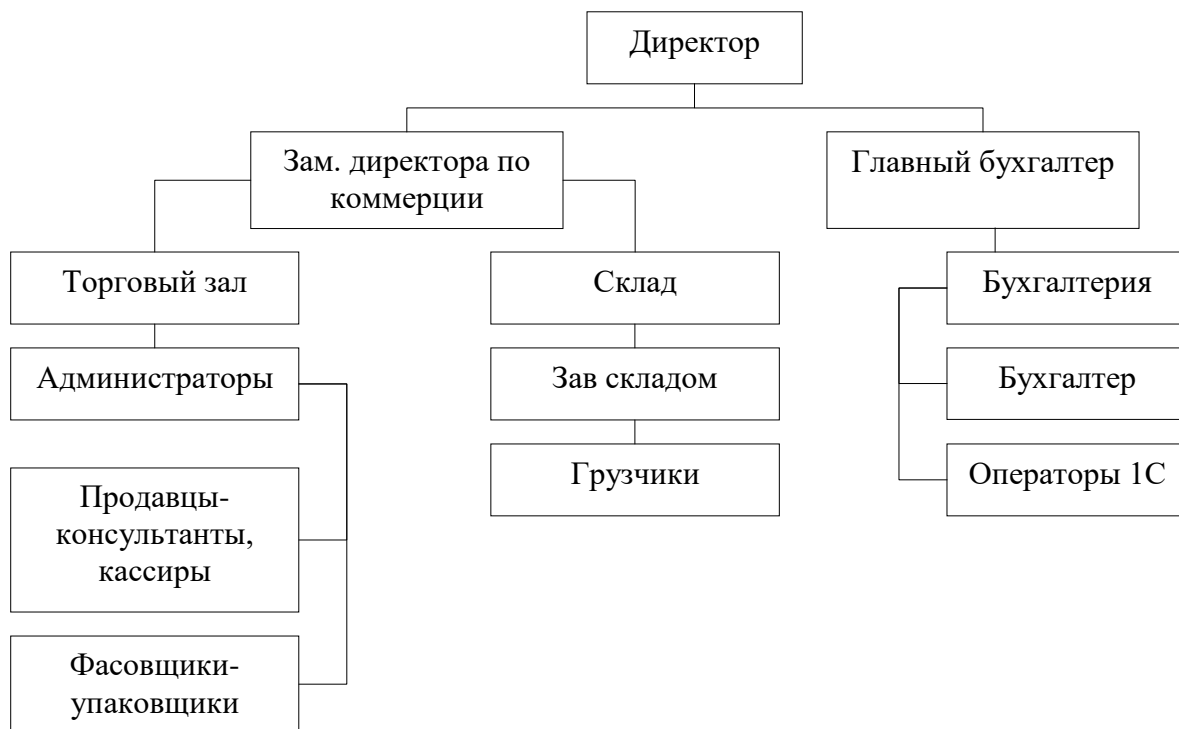 Директор
Зам. директора по
коммерции
Главный бухгалтер
Торговый зал
Склад
Бухгалтерия
Администраторы
Зав складом
Бухгалтер
Продавцы-
консультанты,
кассиры
Грузчики
Операторы 1С
Фасовщики-
упаковщики